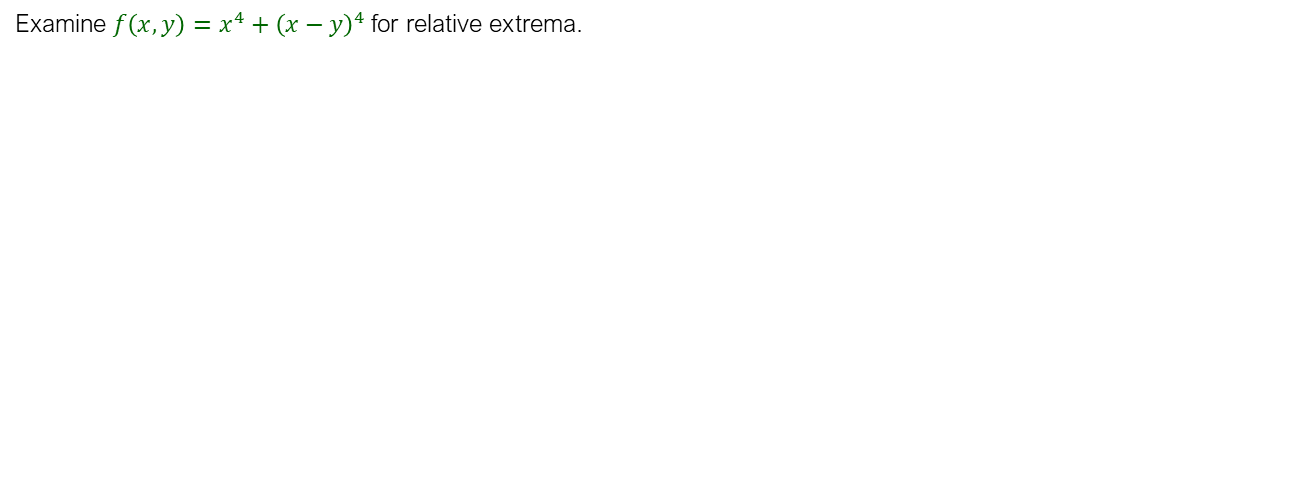 Examine f(x, y) = x⁴ + (x − y)⁴ for relative extrema.